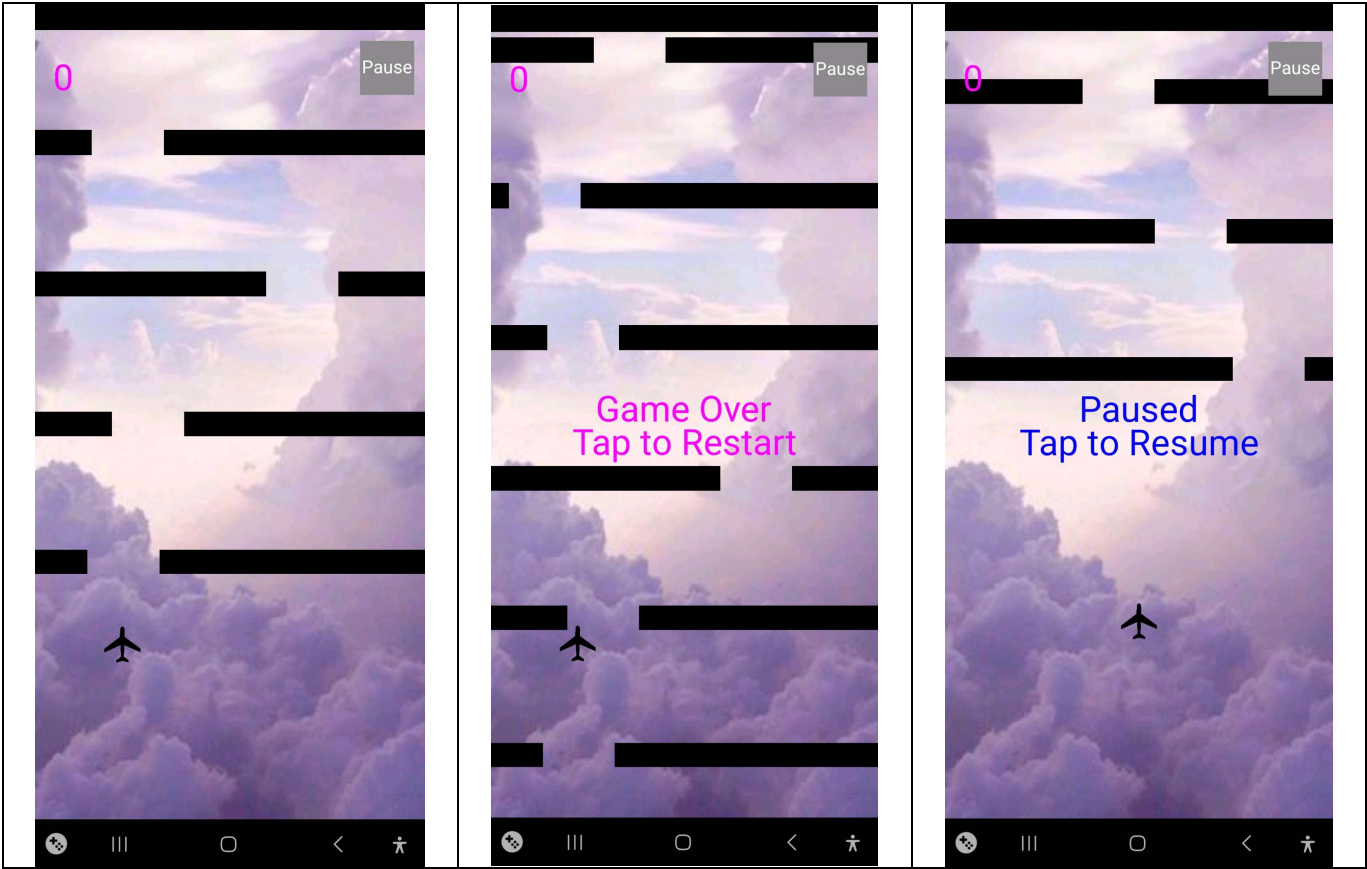 0
Pause
0
Pause
Game Over
Tap to Restart
0
Pause
Paused
Tap to Resume